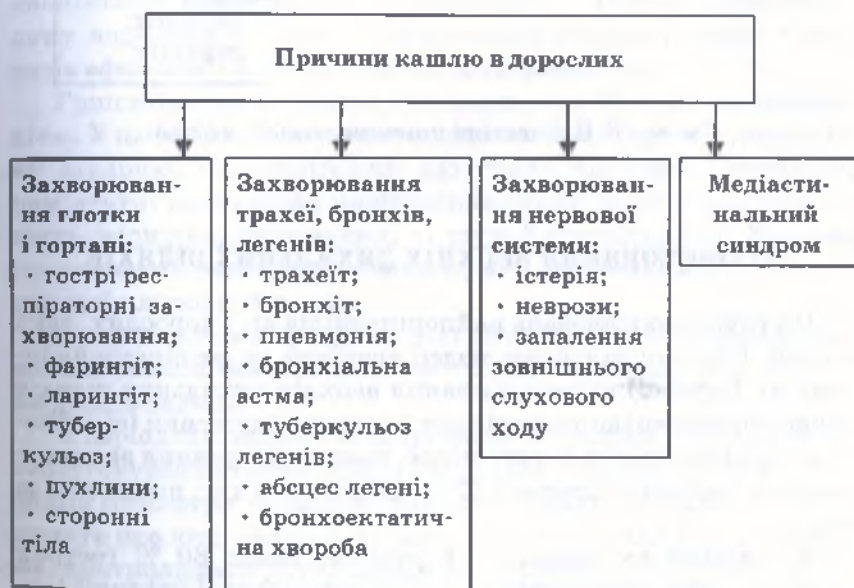 Причини кашлю в дорослих
Захворюван-
ня глотки
і гортані:
· гострі рес-
піраторні за-
хворювання;
· фарингіт;
· ларингіт;
· тубер-
кульоз;
· пухлини;
· сторонні
тіла
Захворювання
трахеї, бронхів,
легенів:
· трахеїт;
· бронхіт;
· пневмонія;
· бронхіальна
астма;
· туберкульоз
легенів;
· абсцес легені;
· бронхоектатич-
на хвороба
Захворюван-
ня нервової
системи:
· істерія;
· неврози;
· запалення
зовнішнього
слухового
ходу
Медіасти-
нальний
синдром